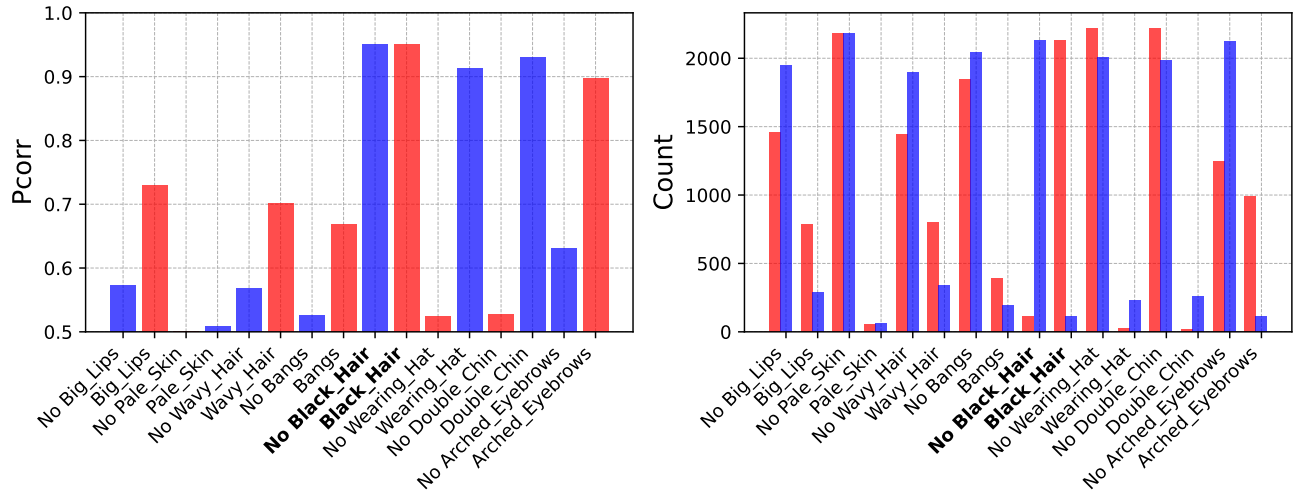 1.0
0.9
0.8
0.7
0.6
0.5
Pcorr
No Big_Lips
Big_Lips
No Pale_Skin
Pale_Skin
No Wavy_Hair
Wavy_Hair
No Bangs
Bangs
No Black_Hair
Black_Hair
No Wearing_Hat
Wearing_Hat
No Double_Chin
Double_Chin
No Arched_Eyebrows
Arched_Eyebrows
2000
1500
1000
500
0
Count
No Big_Lips
Big_Lips
No Pale_Skin
Pale_Skin
No Wavy_Hair
Wavy_Hair
No Bangs
Bangs
No Black_Hair
Black_Hair
No Wearing_Hat
Wearing_Hat
No Double_Chin
Double_Chin
No Arched_Eyebrows
Arched_Eyebrows